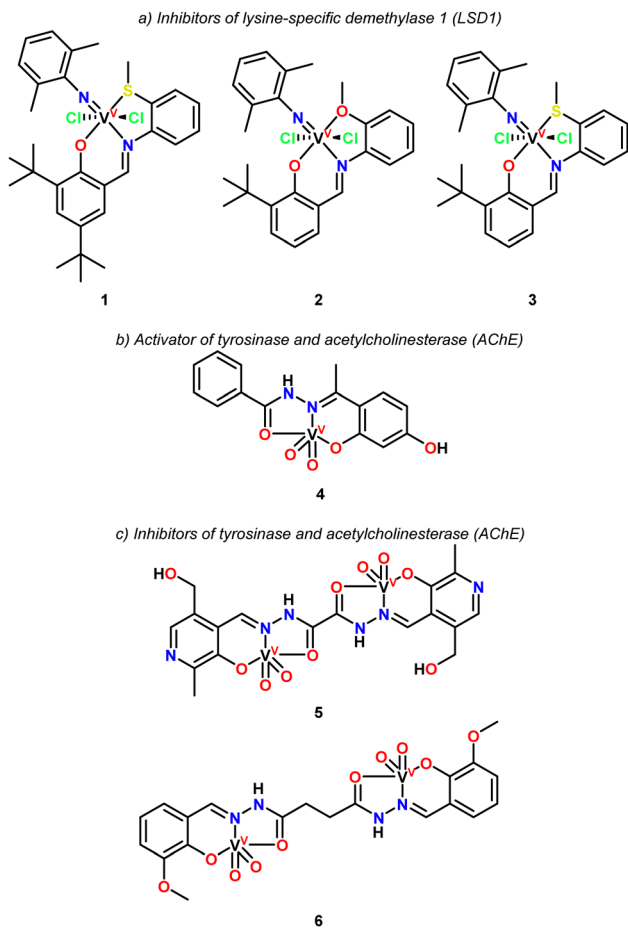 a) Inhibitors of lysine-specific demethylase 1 (LSD1)
N S Cl V V Cl O N
N O Cl V V Cl O N
N S Cl V V Cl O N
1 2 3
b) Activator of tyrosinase and acetylcholinesterase (AChE)
H
N
N
O V V
O O O OH
4
c) Inhibitors of tyrosinase and acetylcholinesterase (AChE)
HO H N N N O V V O O O
O O O V V N N H N HO
5
H N N O V V O O O O
O O O V V O N N H O
6